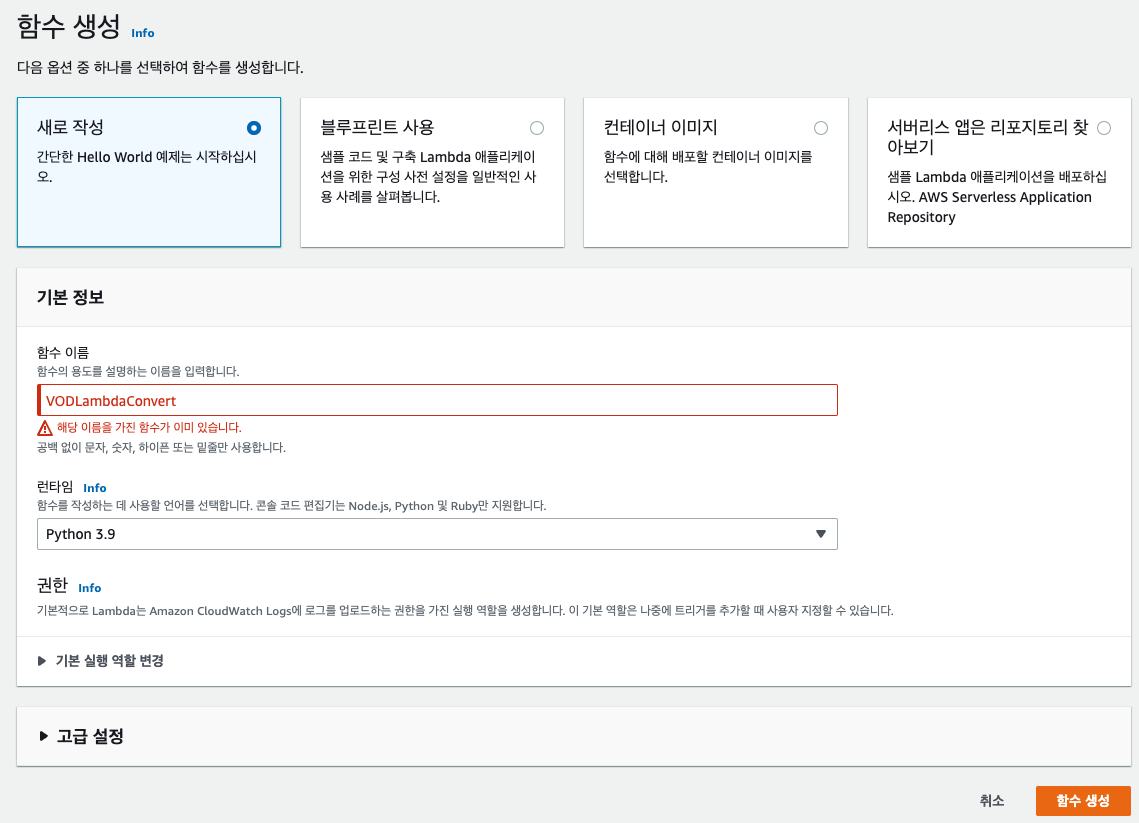 함수 생성 Info
다음 옵션 중 하나를 선택하여 함수를 생성합니다.
새로 작성
간단한 Hello World 예제는 시작하십시
오.
블루프린트 사용
샘플 코드 및 구축 Lambda 애플리케이
션을 위한 구성 사전 설정을 일반적인 사
용 사례를 살펴봅니다.
컨테이너 이미지
함수에 대해 배포할 컨테이너 이미지를
선택합니다.
서버리스 앱은 리포지토리 찾
아보기
샘플 Lambda 애플리케이션을 배포하십
시오. AWS Serverless Application
Repository
기본 정보
함수 이름
함수의 용도를 설명하는 이름을 입력합니다.
VODLambdaConvert
해당 이름을 가진 함수가 이미 있습니다.
공백 없이 문자, 숫자, 하이픈 또는 밑줄만 사용합니다.
런타임 Info
함수를 작성하는 데 사용할 언어를 선택합니다. 콘솔 코드 편집기는 Node.js, Python 및 Ruby만 지원합니다.
Python 3.9
권한 Info
기본적으로 Lambda는 Amazon CloudWatch Logs에 로그를 업로드하는 권한을 가진 실행 역할을 생성합니다. 이 기본 역할은 나중에 트리거를 추가할 때 사용자 지정할 수 있습니다.
기본 실행 역할 변경
고급 설정
취소
함수 생성